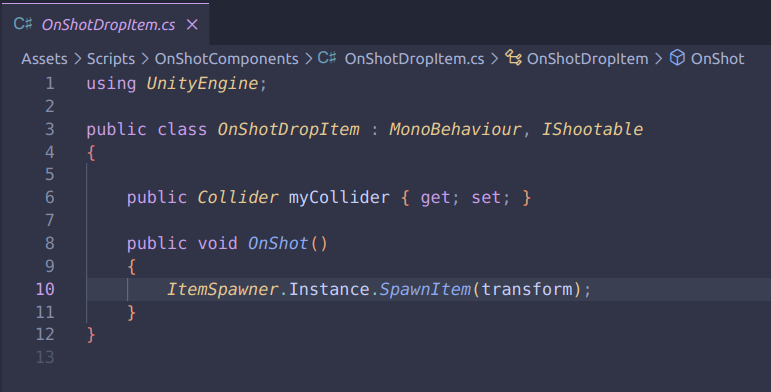 C# OnShotDropItem.cs ×
Assets > Scripts > OnShotComponents > C# OnShotDropItem.cs > OnShotDropItem > OnShot
1 using UnityEngine;
2
3 public class OnShotDropItem : MonoBehaviour, IShootable
4 {
5
6     public Collider myCollider { get; set; }
7
8     public void OnShot()
9     {
10         ItemSpawner.Instance.SpawnItem(transform);
11     }
12 }
13